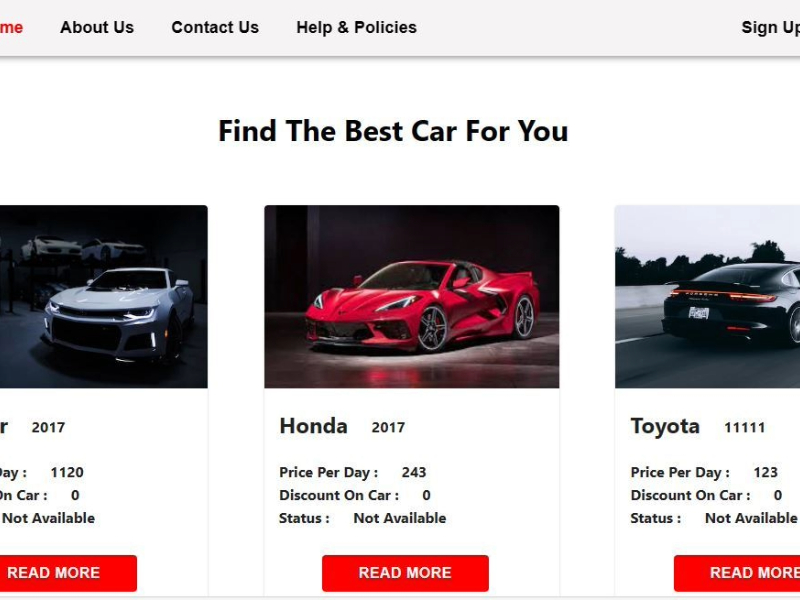 me About Us Contact Us Help & Policies Sign Up
Find The Best Car For You
r 2017
Day : 1120
On Car : 0
Not Available
READ MORE
Honda 2017
Price Per Day : 243
Discount On Car : 0
Status : Not Available
READ MORE
PORSCHE
Toyota 11111
Price Per Day : 123
Discount On Car : 0
Status : Not Available
READ MORE